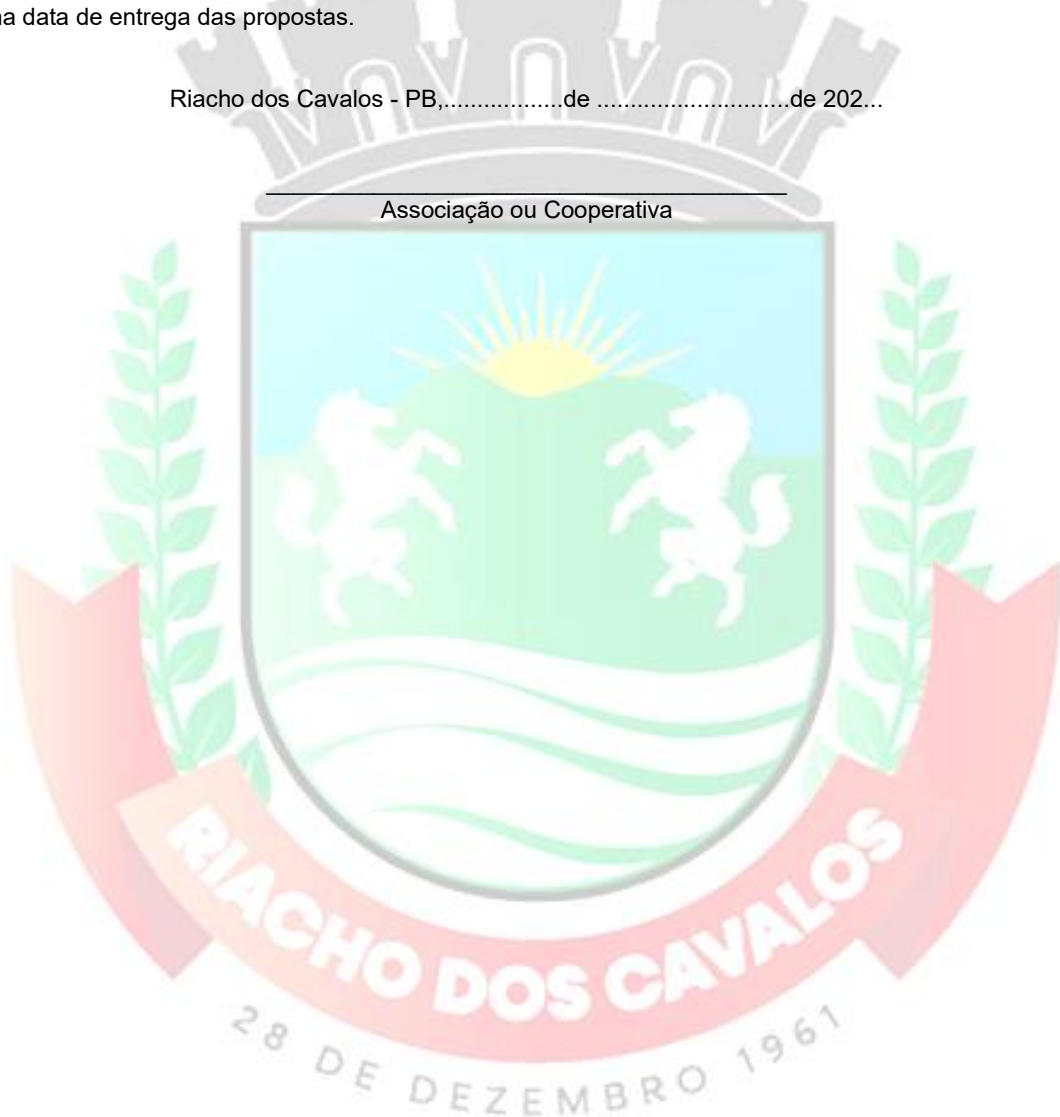 na data de entrega das propostas.
Riacho dos Cavalos - PB,..................de .............................de 202...
_______________________________________
Associação ou Cooperativa
RIACHO DOS CAVALOS
28 DE DEZEMBRO 1961